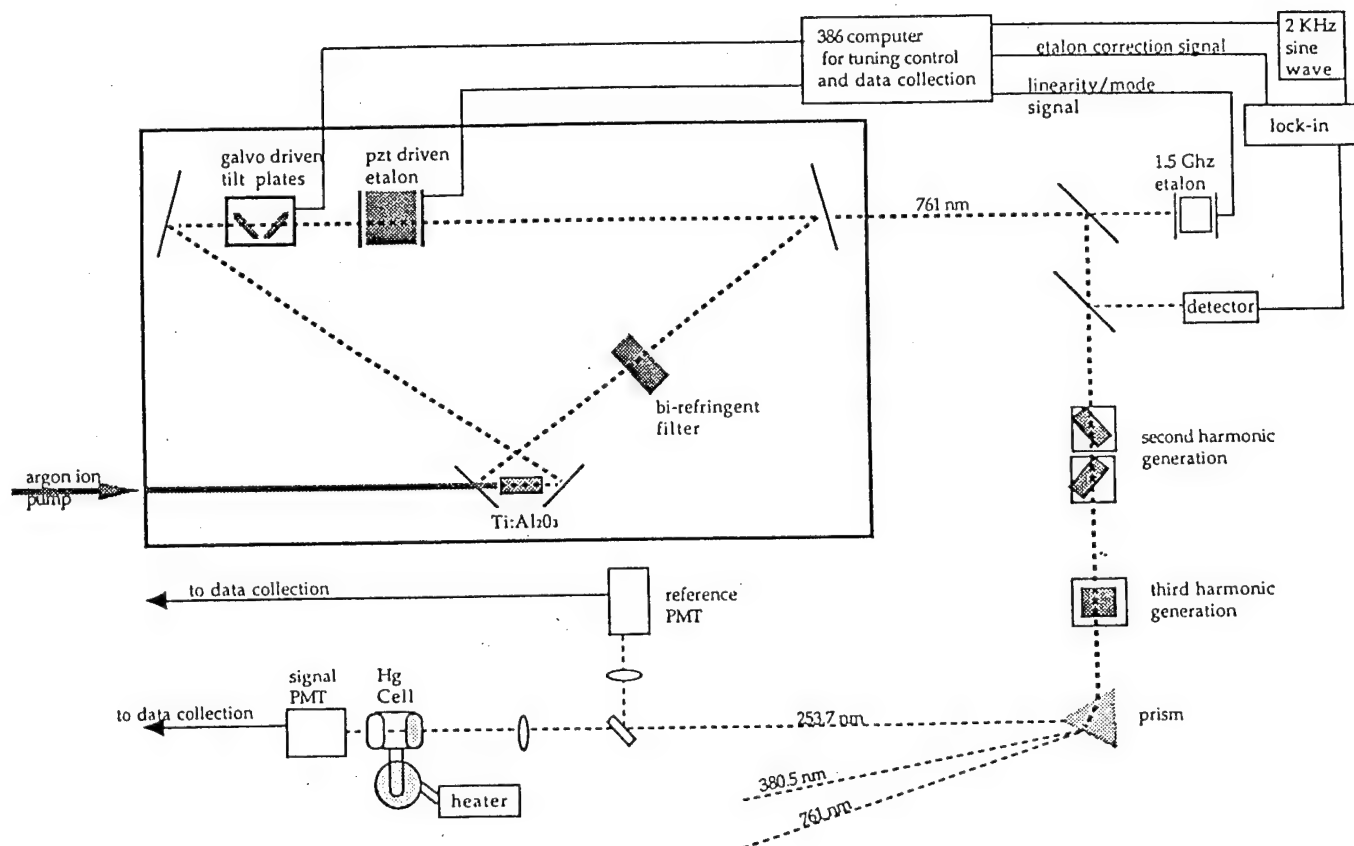 386 computer
for tuning control
and data collection
etalon correction signal
linearity/mode
signal
2 KHz
sine
wave
lock-in
galvo driven
tilt plates
pzt driven
etalon
761 nm
1.5 Ghz
etalon
detector
bi-refringent
filter
second harmonic
generation
argon ion
pump
Ti:Al₂0₃
to data collection
reference
PMT
third harmonic
generation
signal
PMT
Hg
Cell
to data collection
253.7 nm
prism
380.5 nm
761 nm
heater